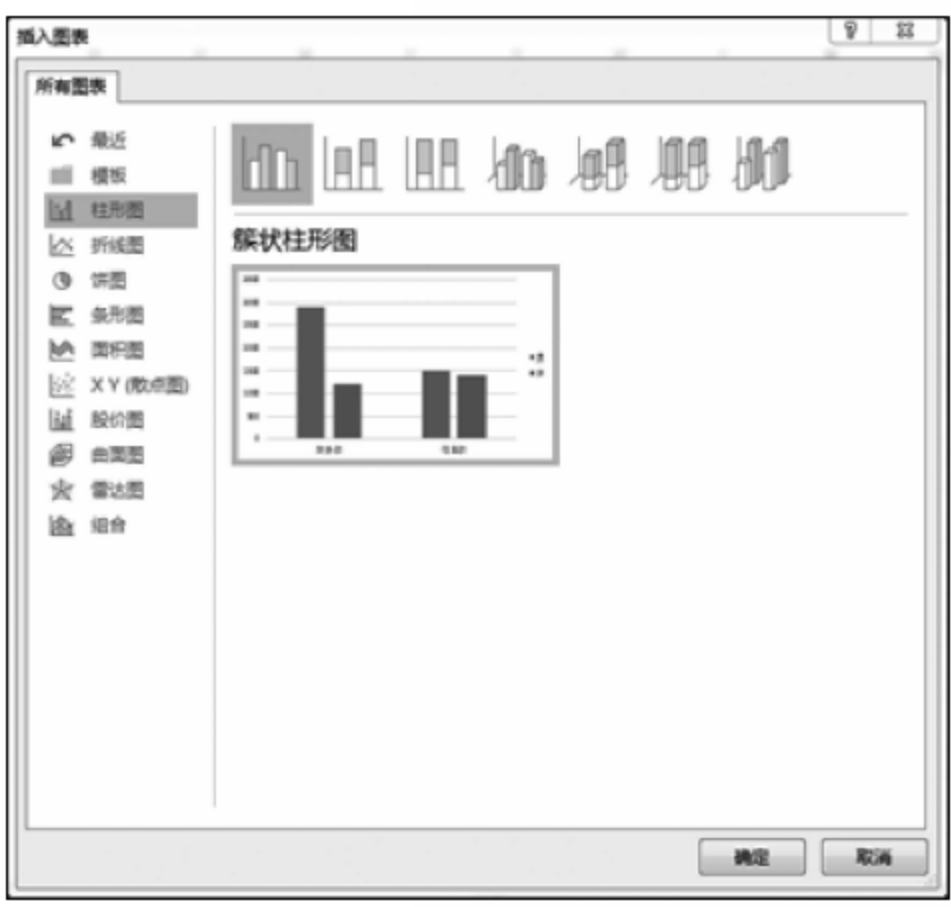 插入图表
所有图表
最近
模板
柱形图
折线图
饼图
条形图
面积图
X Y (散点图)
股价图
曲面图
雷达图
组合
簇状柱形图
0
确定
取消